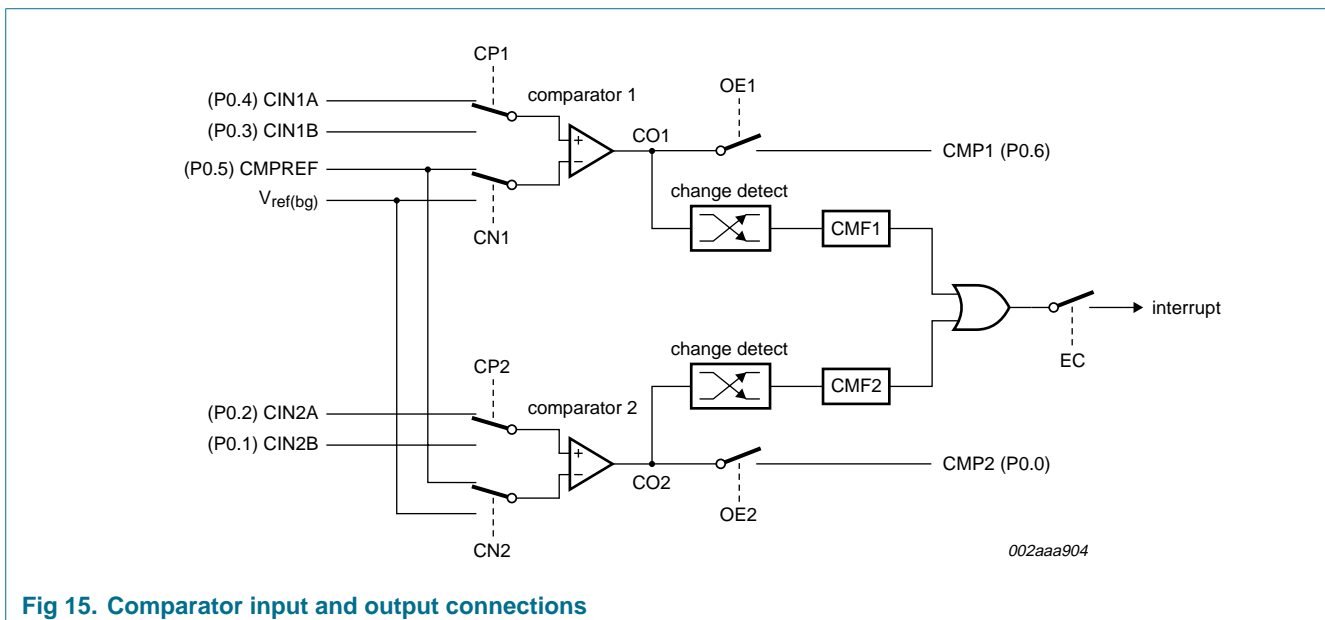 CP1
OE1
(P0.4) CIN1A
comparator 1
(P0.3) CIN1B
+
CO1
CMP1 (P0.6)
−
(P0.5) CMPREF
change detect
Vref(bg)
CN1
CMF1
interrupt
change detect
EC
CP2
CMF2
(P0.2) CIN2A
comparator 2
(P0.1) CIN2B
+
CMP2 (P0.0)
−
CO2
OE2
CN2
002aaa904
Fig 15. Comparator input and output connections